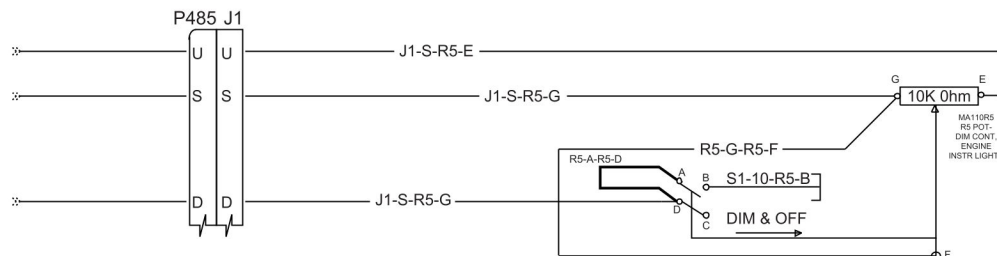 P485 J1
U U J1-S-R5-E
S S J1-S-R5-G
G E
10K 0hm
MA110R5
R5 POT-
DIM CONT,
ENGINE
INSTR LIGHT
R5-G-R5-F
R5-A-R5-D
A
B S1-10-R5-B
D D J1-S-R5-G
C DIM & OFF